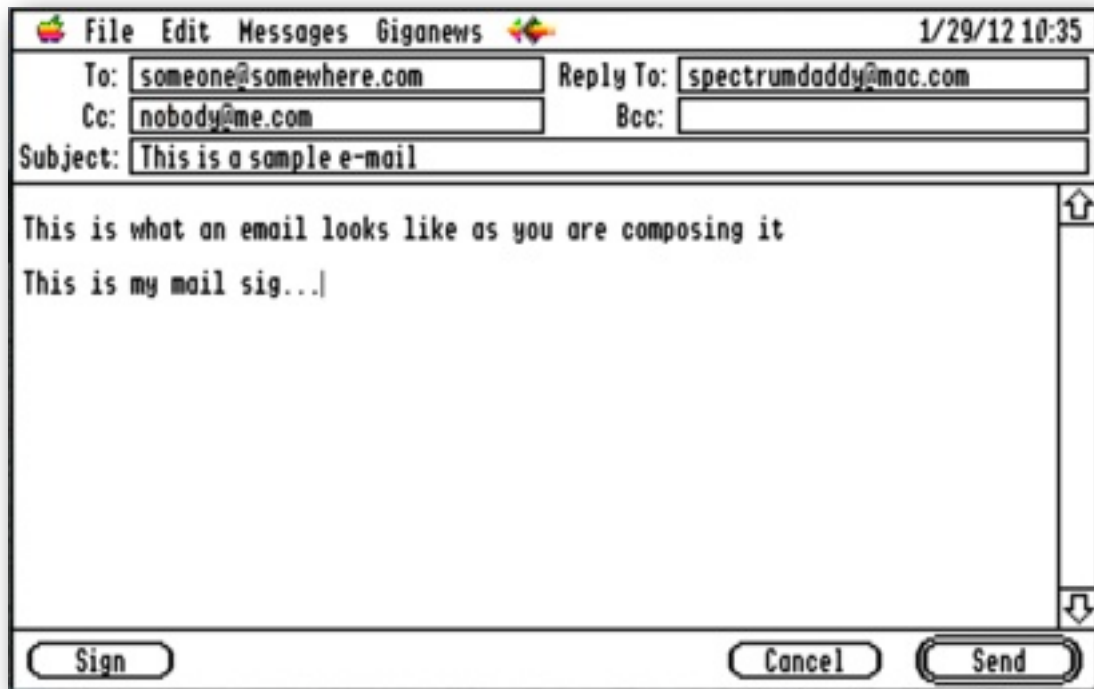 File Edit Messages Giganews 1/29/12 10:35
To: someone@somewhere.com Reply To: spectrumdaddy@mac.com
Cc: nobody@me.com Bcc:
Subject: This is a sample e-mail
This is what an email looks like as you are composing it
This is my mail sig...
Sign Cancel Send